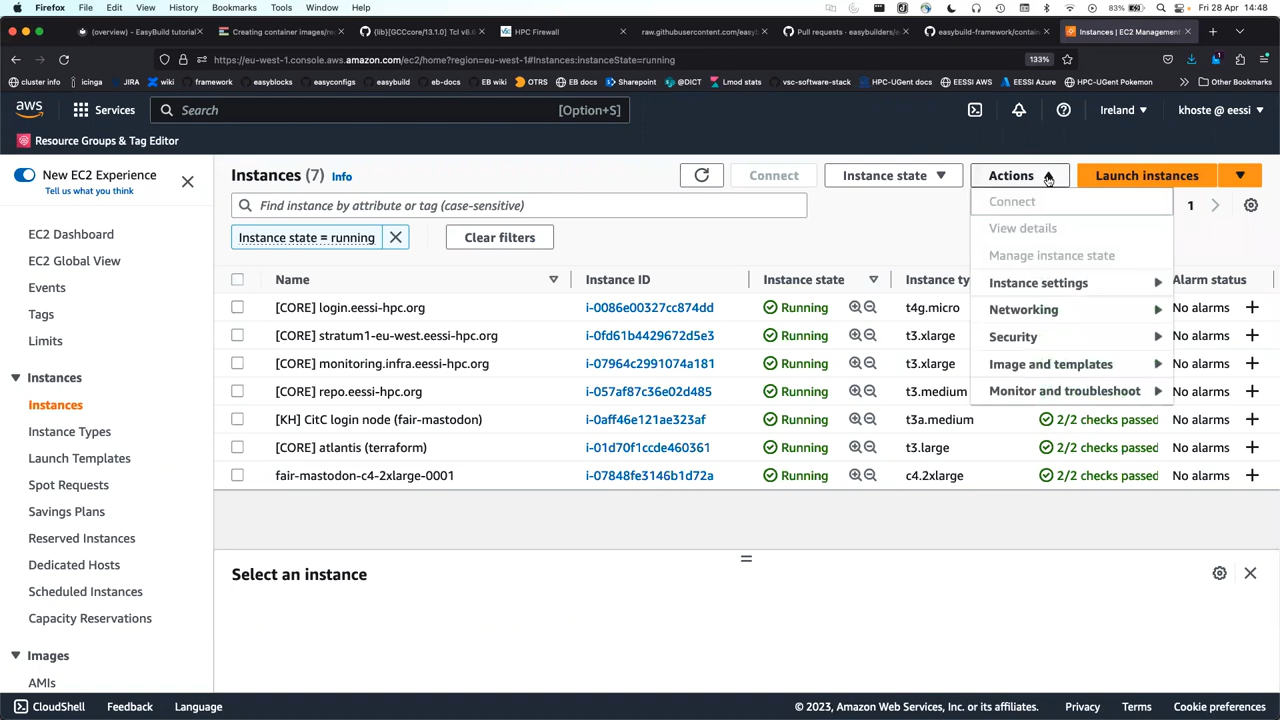 Firefox File Edit View History Bookmarks Tools Window Help 83% Fri 28 Apr 14:48
(overview) - EasyBuild tutorial
Creating container images/rec
{lib}[GCCcore/13.1.0] Tcl v8.6.
HPC Firewall
raw.githubusercontent.com/easyb
Pull requests · easybuilders/e
easybuild-framework/contain
Instances | EC2 Management
https://eu-west-1.console.aws.amazon.com/ec2/home?region=eu-west-1#Instances:instanceState=running 133%
cluster info icinga JIRA wiki framework easyblocks easyconfigs easybuild eb-docs EB wiki OTRS EB docs Sharepoint @DICT Lmod stats vsc-software-stack HPC-UGent docs EESSI AWS EESSI Azure HPC-UGent Pokemon Other Bookmarks
aws Services Search [Option+S] Ireland khoste @ eessi
Resource Groups & Tag Editor
New EC2 Experience
Tell us what you think
EC2 Dashboard
EC2 Global View
Events
Tags
Limits
Instances
Instances
Instance Types
Launch Templates
Spot Requests
Savings Plans
Reserved Instances
Dedicated Hosts
Scheduled Instances
Capacity Reservations
Images
AMIs
Instances (7) Info Connect Instance state Actions Launch instances
Find instance by attribute or tag (case-sensitive) 1
Instance state = running Clear filters
Connect
View details
Manage instance state
Instance settings
Networking
Security
Image and templates
Monitor and troubleshoot
Name Instance ID Instance state Instance ty Alarm status
[CORE] login.eessi-hpc.org i-0086e00327cc874dd Running t4g.micro No alarms
[CORE] stratum1-eu-west.eessi-hpc.org i-0fd61b4429672d5e3 Running t3.xlarge No alarms
[CORE] monitoring.infra.eessi-hpc.org i-07964c2991074a181 Running t3.xlarge No alarms
[CORE] repo.eessi-hpc.org i-057af87c36e02d485 Running t3.medium No alarms
[KH] CitC login node (fair-mastodon) i-0aff46e121ae323af Running t3a.medium 2/2 checks passed No alarms
[CORE] atlantis (terraform) i-01d70f1ccde460361 Running t3.large 2/2 checks passed No alarms
fair-mastodon-c4-2xlarge-0001 i-07848fe3146b1d72a Running c4.2xlarge 2/2 checks passed No alarms
Select an instance
CloudShell Feedback Language © 2023, Amazon Web Services, Inc. or its affiliates. Privacy Terms Cookie preferences